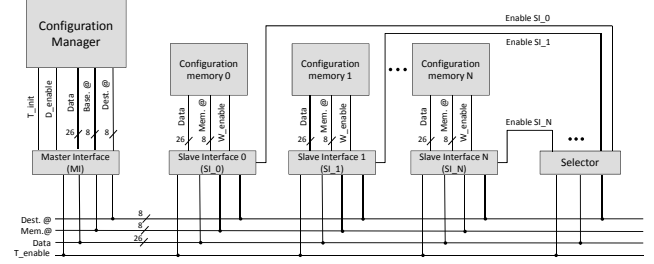 Configuration
Manager
Enable SI_0
Enable SI_1
Configuration
memory 0
Configuration
memory 1
Configuration
memory N
T_init
D_enable
Data
Base. @
Dest. @
26
8
8
Data
Mem. @
W_enable
26
8
Data
Mem. @
W_enable
26
8
Data
Mem. @
W_enable
26
8
Enable SI_N
Master Interface
(MI)
Slave Interface 0
(SI_0)
Slave Interface 1
(SI_1)
Slave Interface N
(SI_N)
Selector
Dest. @
8
Mem.@
8
Data
26
T_enable